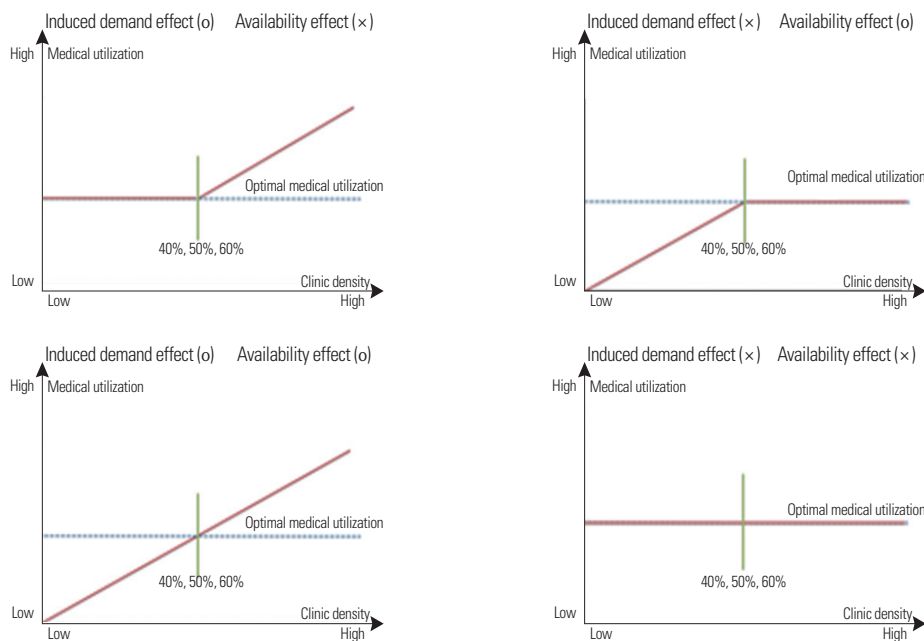 Induced demand effect (o) Availability effect (×)
High Medical utilization
Optimal medical utilization
40%, 50%, 60%
Low Clinic density
Low High
Induced demand effect (×) Availability effect (o)
High Medical utilization
Optimal medical utilization
40%, 50%, 60%
Low Clinic density
Low High
Induced demand effect (o) Availability effect (o)
High Medical utilization
Optimal medical utilization
40%, 50%, 60%
Low Clinic density
Low High
Induced demand effect (×) Availability effect (×)
High Medical utilization
Optimal medical utilization
40%, 50%, 60%
Low Clinic density
Low High